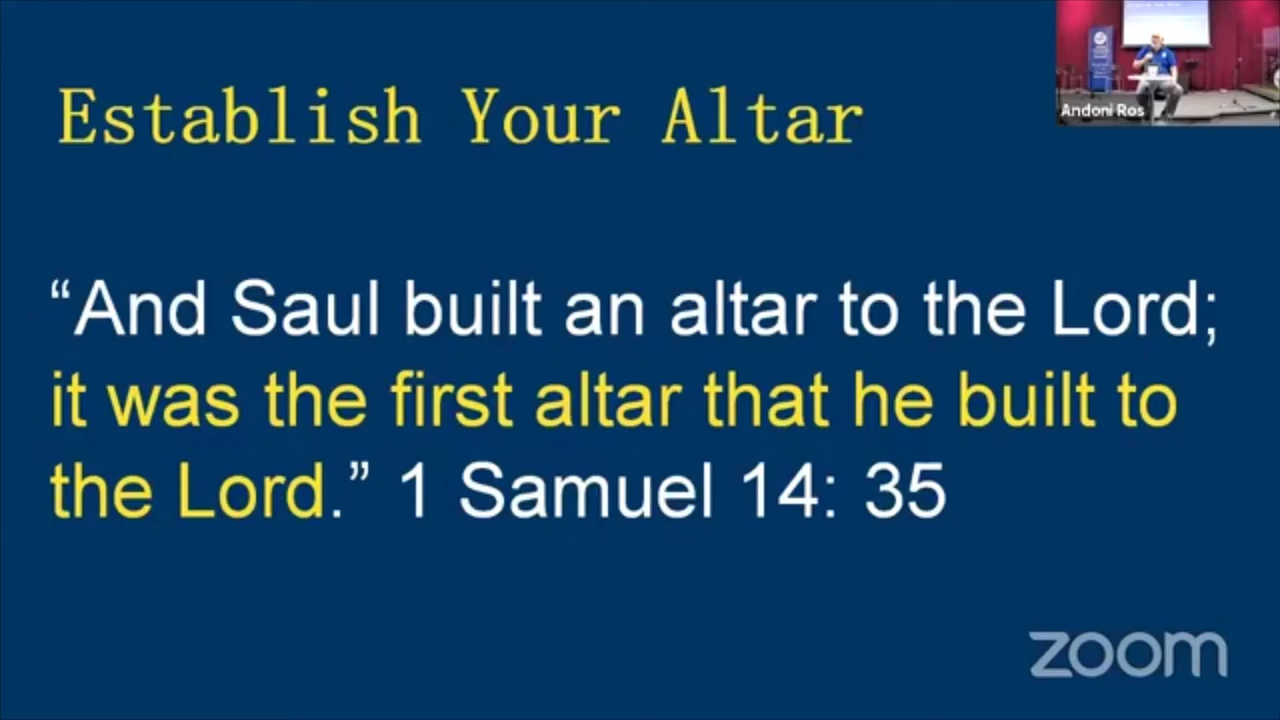 Establish Your Altar
Andoni Ros
“And Saul built an altar to the Lord;
it was the first altar that he built to
the Lord.” 1 Samuel 14: 35
zoom